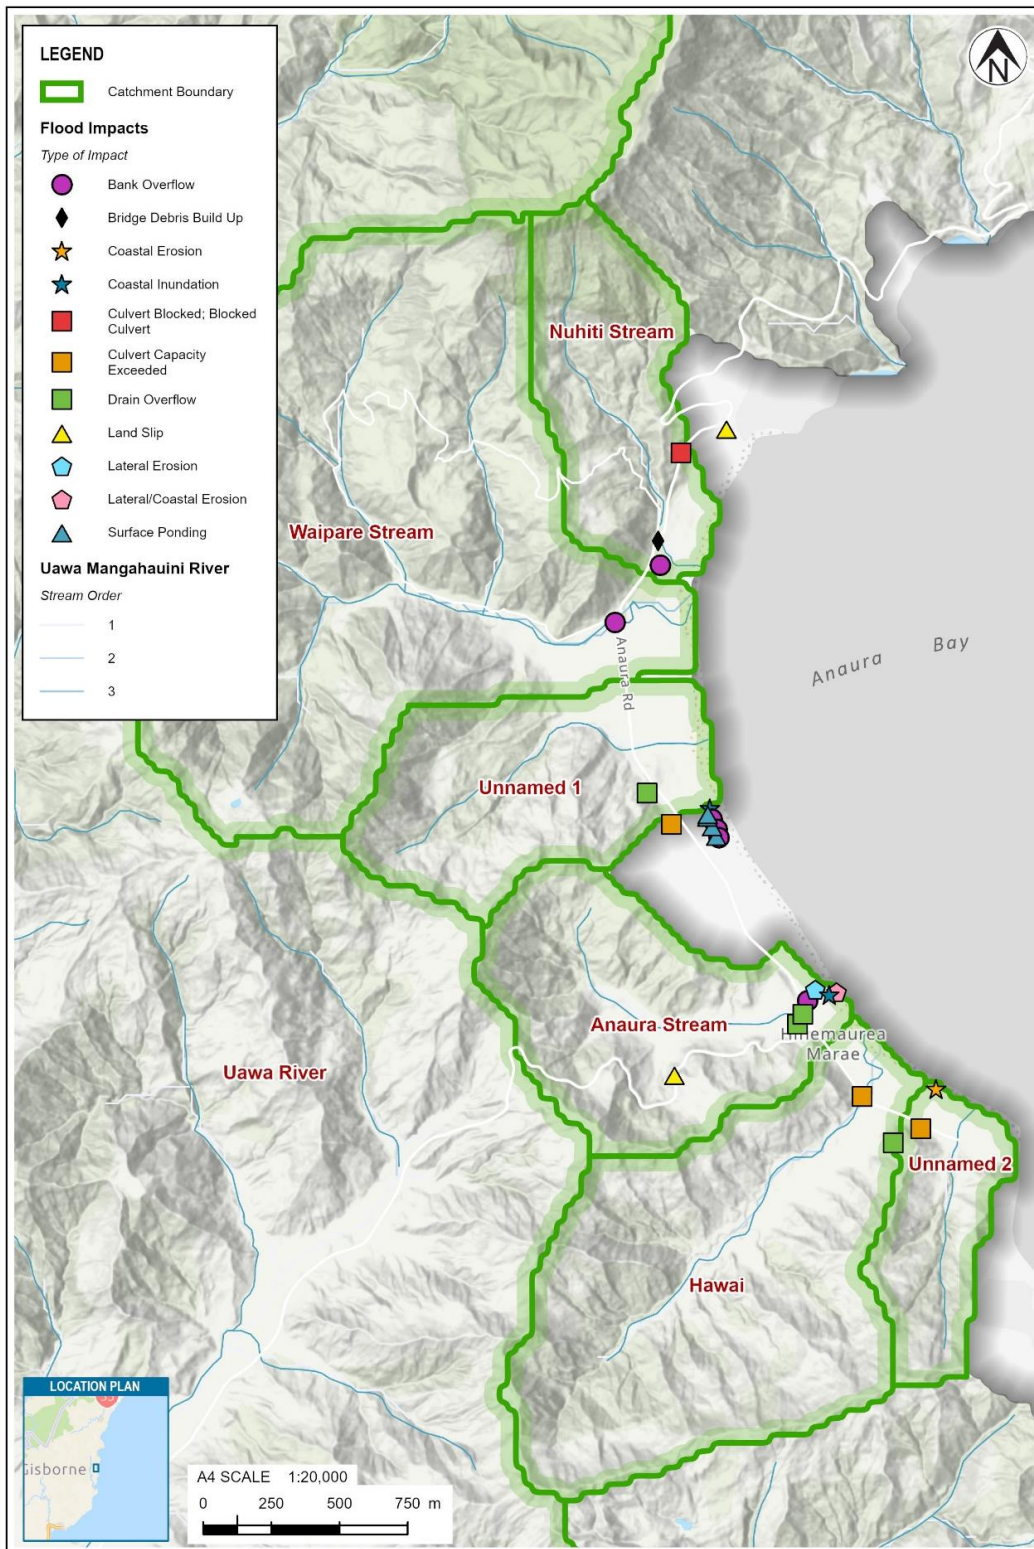 LEGEND
Catchment Boundary
Flood Impacts
Type of Impact
Bank Overflow
Bridge Debris Build Up
Coastal Erosion
Coastal Inundation
Culvert Blocked; Blocked
Culvert
Culvert Capacity
Exceeded
Drain Overflow
Land Slip
Lateral Erosion
Lateral/Coastal Erosion
Surface Ponding
Uawa Mangahauini River
Stream Order
1
2
3
N
Nuhiti Stream
Waipare Stream
Anaura Bay
Anaura Rd
Unnamed 1
Anaura Stream
Hinemaurea
Marae
Uawa River
Unnamed 2
Hawai
LOCATION PLAN
Gisborne
A4 SCALE 1:20,000
0 250 500 750 m